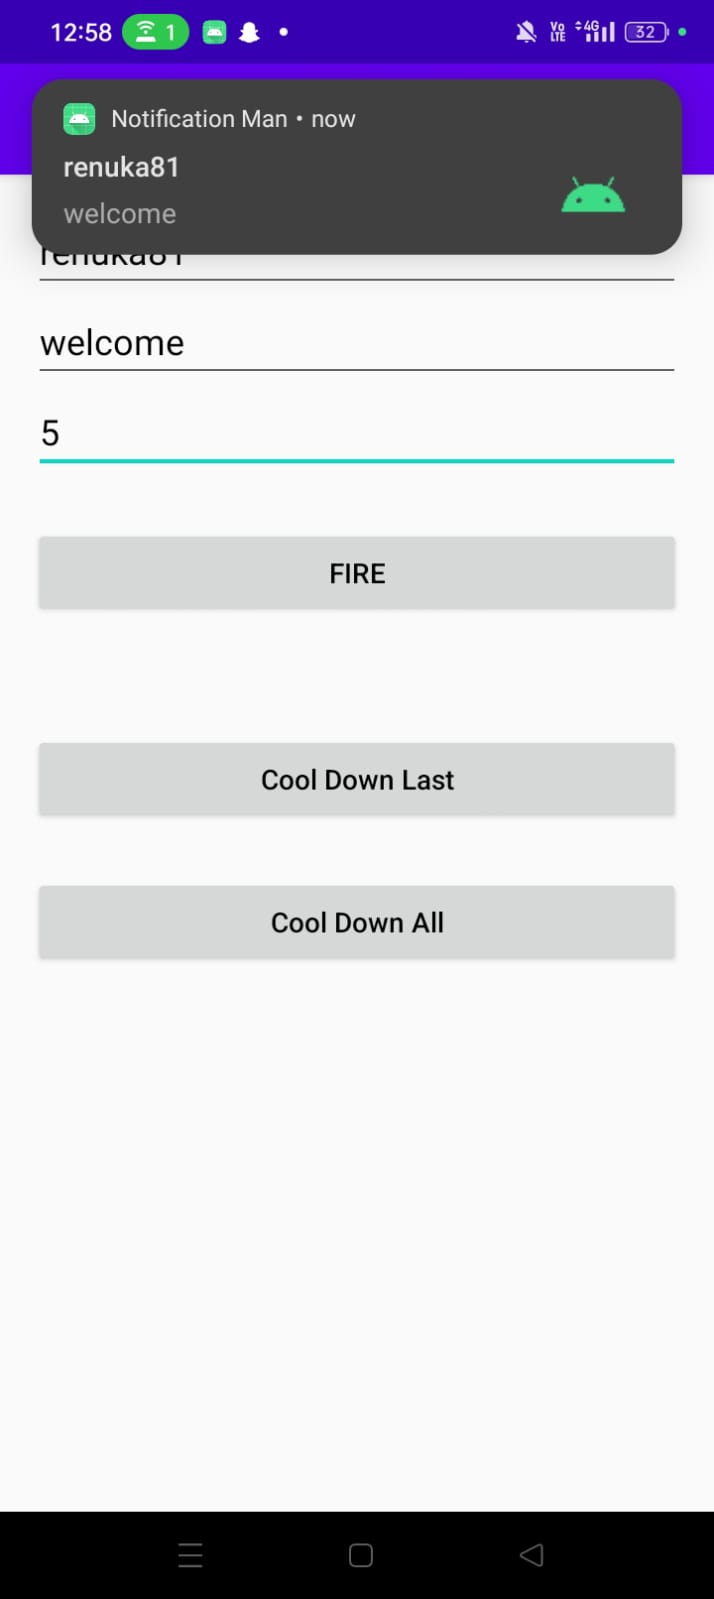 12:58 1 Vo LTE 4G 32
Notification Man • now
renuka81
welcome
renuka81
welcome
5
FIRE
Cool Down Last
Cool Down All